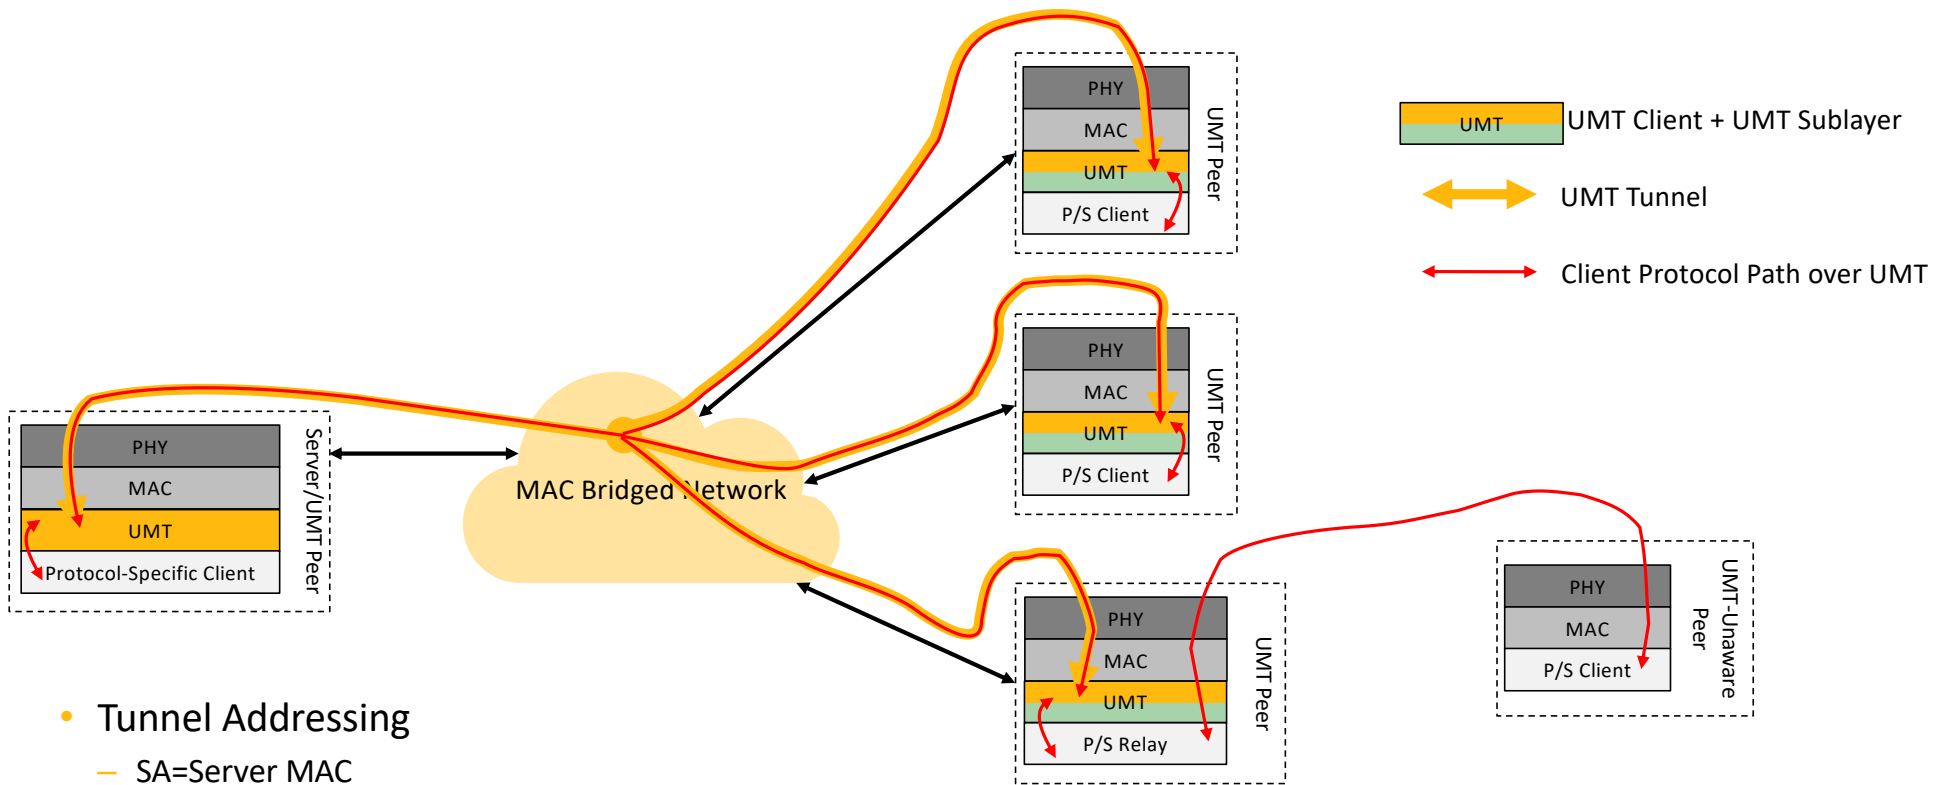 PHY
MAC
UMT
P/S Client
UMT Peer
UMT
UMT Client + UMT Sublayer
UMT Tunnel
Client Protocol Path over UMT
PHY
MAC
UMT
P/S Client
UMT Peer
PHY
MAC
UMT
Protocol-Specific Client
Server/UMT Peer
MAC Bridged Network
PHY
MAC
UMT
P/S Relay
UMT Peer
PHY
MAC
P/S Client
UMT-Unaware
Peer
• Tunnel Addressing
– SA=Server MAC